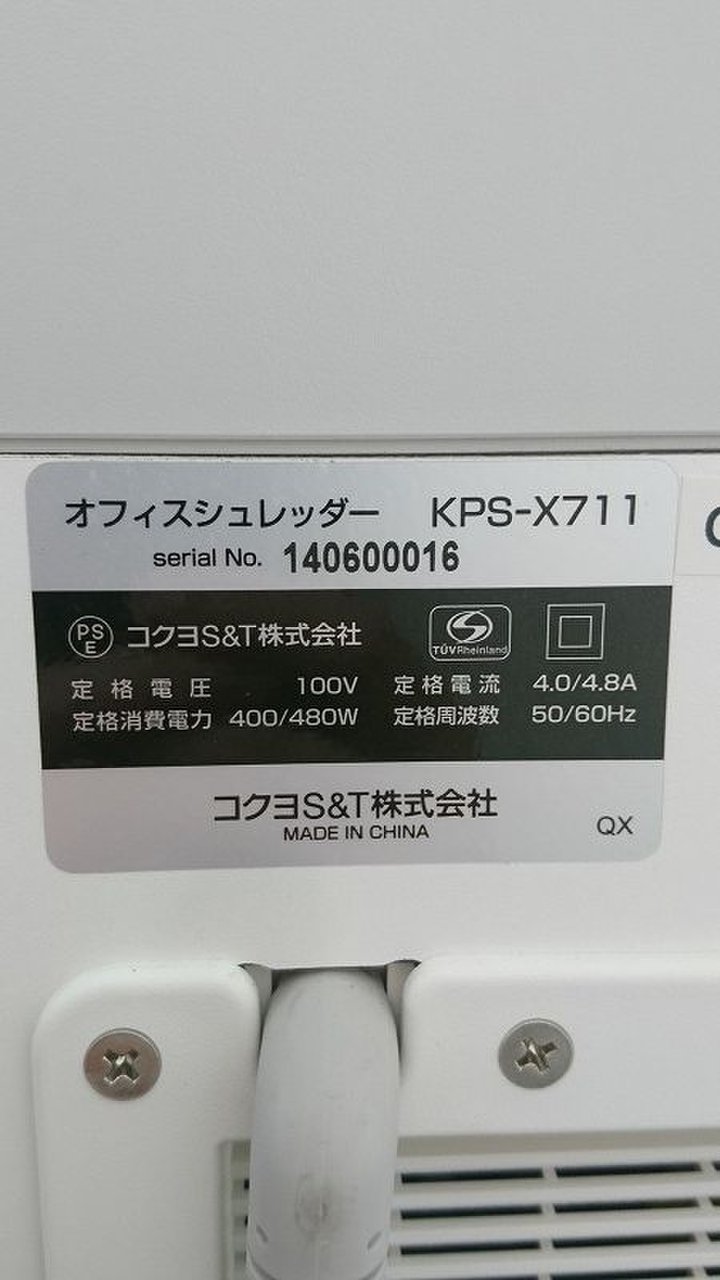 オフィスシュレッダー KPS-X711
serial No. 140600016
PSE コクヨS&T株式会社 TÜVRheinland
定格電圧 100V 定格電流 4.0/4.8A
定格消費電力 400/480W 定格周波数 50/60Hz
コクヨS&T株式会社
MADE IN CHINA
QX